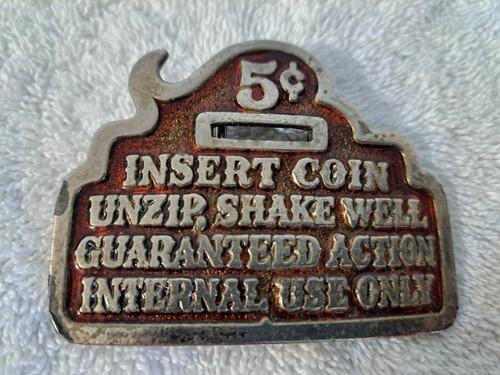 5¢
INSERT COIN
UNZIP, SHAKE WELL
GUARANTEED ACTION
INTERNAL USE ONLY